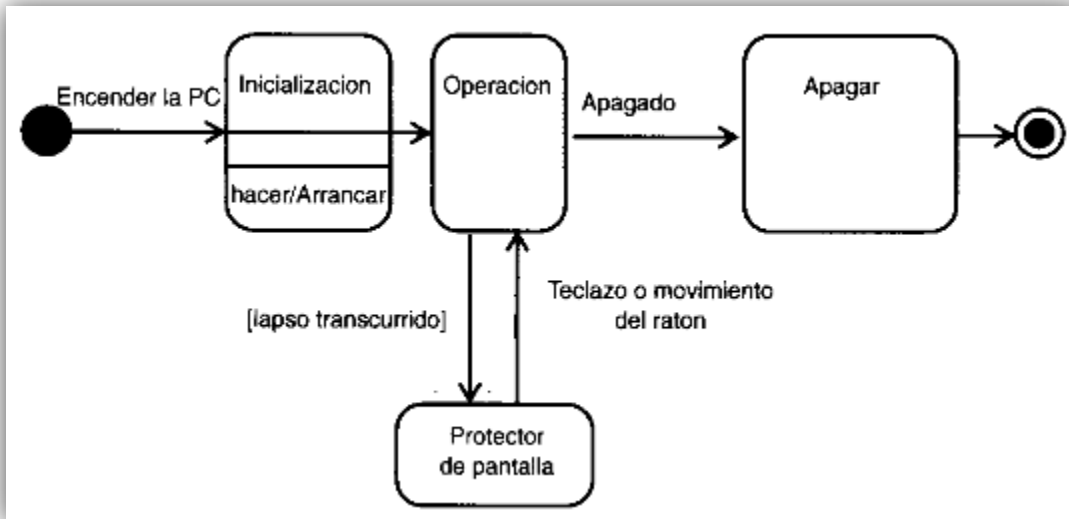 Encender la PC
Inicializacion
hacer/Arrancar
Operacion
Apagado
Apagar
[lapso transcurrido]
Teclazo o movimiento
del raton
Protector
de pantalla